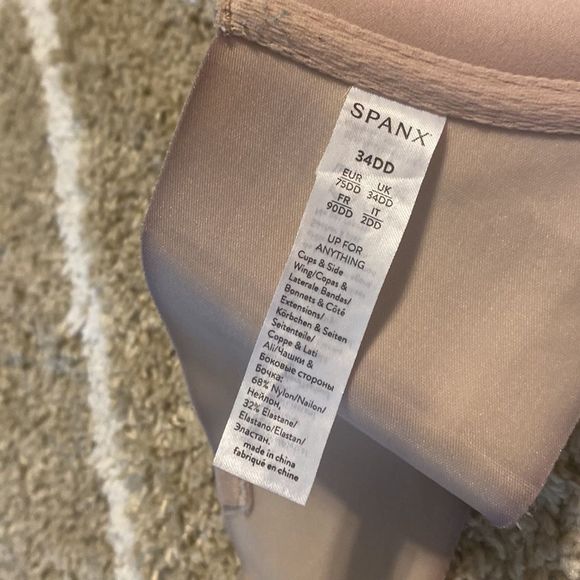 SPANX
34DD
EUR UK
75DD 34DD
FR IT
90DD 2DD
UP FOR
ANYTHING
Cups & Side
Wing/Copas &
Laterale Bandas/
Bonnets & Côté
Extensions/
Körbchen & Seiten
Seitenteile/
Coppe & Lati
Ali/Чашки &
Боковые стороны
Бочка:
68% Nylon/Nailon/
Нейлон,
32% Elastane/
Elastano/Elastan/
Эластан.
made in china
fabriqué en chine